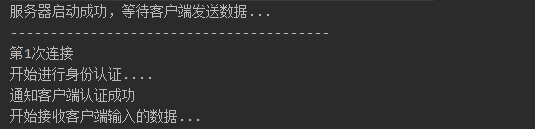 服务器启动成功，等待客户端发送数据...
----------------------------------------
第1次连接
开始进行身份认证....
通知客户端认证成功
开始接收客户端输入的数据...